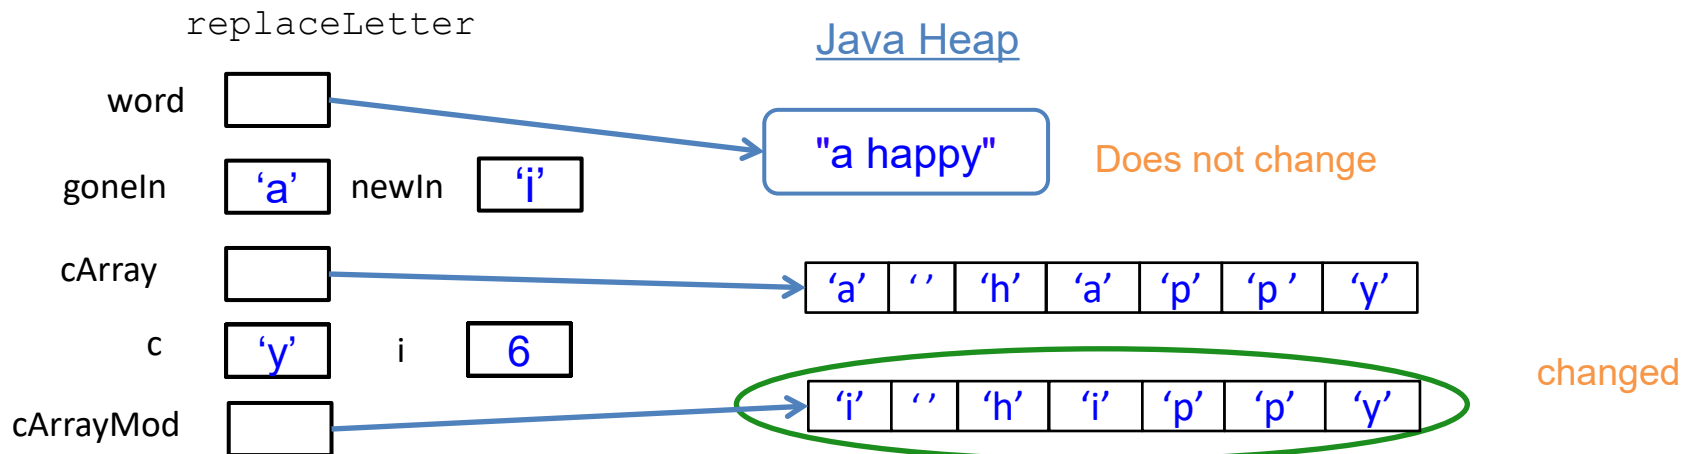 replaceLetter
Java Heap
word
"a happy"
Does not change
goneIn ‘a’ newIn ‘i’
cArray
‘a’ ‘ ’ ‘h’ ‘a’ ‘p’ ‘p ’ ‘y’
c ‘y’ i 6
changed
cArrayMod
‘i’ ‘ ’ ‘h’ ‘i’ ‘p’ ‘p’ ‘y’